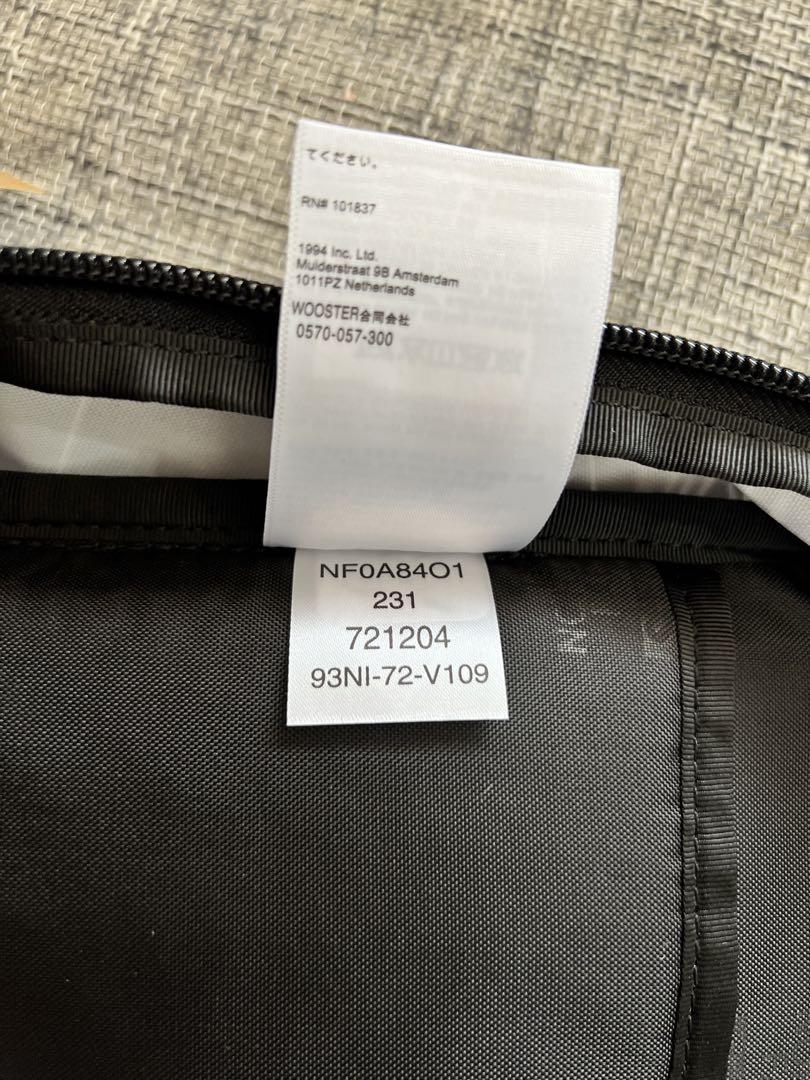 てください。
RN# 101837
1994 Inc. Ltd.
Muiderstraat 9B Amsterdam
1011PZ Netherlands
WOOSTER合同会社
0570-057-300
NF0A84O1
231
721204
93NI-72-V109